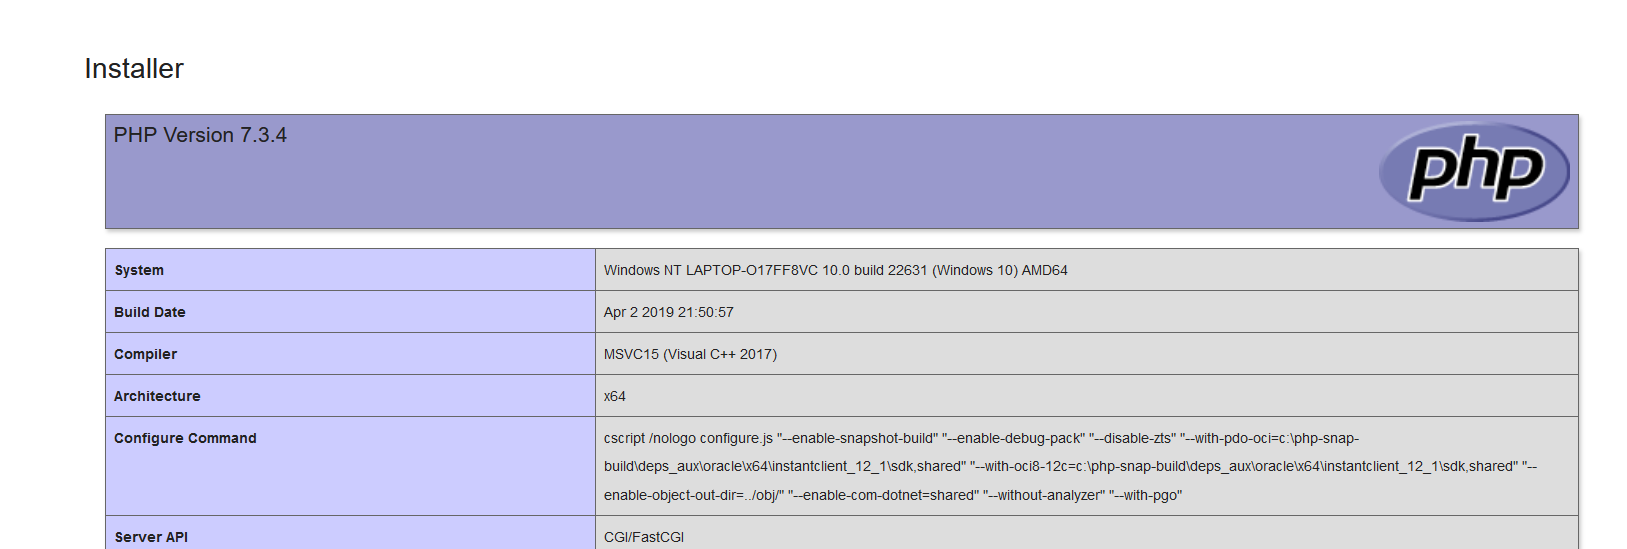 Installer
PHP Version 7.3.4
php
System
Windows NT LAPTOP-O17FF8VC 10.0 build 22631 (Windows 10) AMD64
Build Date
Apr 2 2019 21:50:57
Compiler
MSVC15 (Visual C++ 2017)
Architecture
x64
Configure Command
cscript /nologo configure.js "--enable-snapshot-build" "--enable-debug-pack" "--disable-zts" "--with-pdo-oci=c:\php-snap-
build\deps_aux\oracle\x64\instantclient_12_1\sdk,shared" "--with-oci8-12c=c:\php-snap-build\deps_aux\oracle\x64\instantclient_12_1\sdk,shared" "--
enable-object-out-dir=../obj/" "--enable-com-dotnet=shared" "--without-analyzer" "--with-pgo"
Server API
CGI/FastCGI